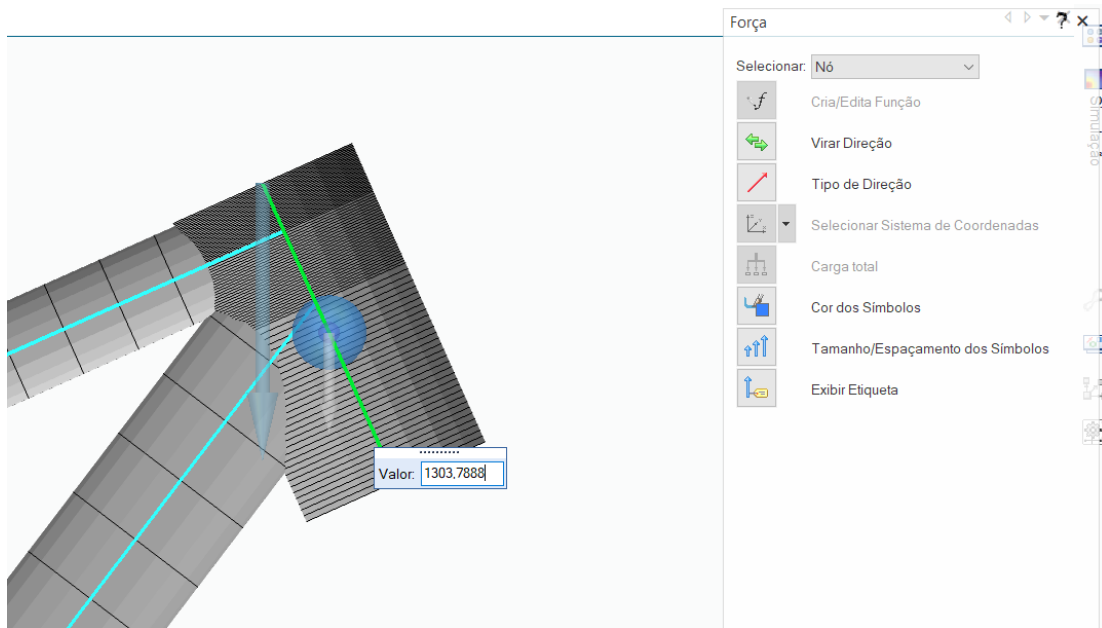 Força
Selecionar: Nó
Cria/Edita Função
Virar Direção
Tipo de Direção
Selecionar Sistema de Coordenadas
Carga total
Cor dos Símbolos
Tamanho/Espaçamento dos Símbolos
Exibir Etiqueta
Valor: 1303,7888
Simulação